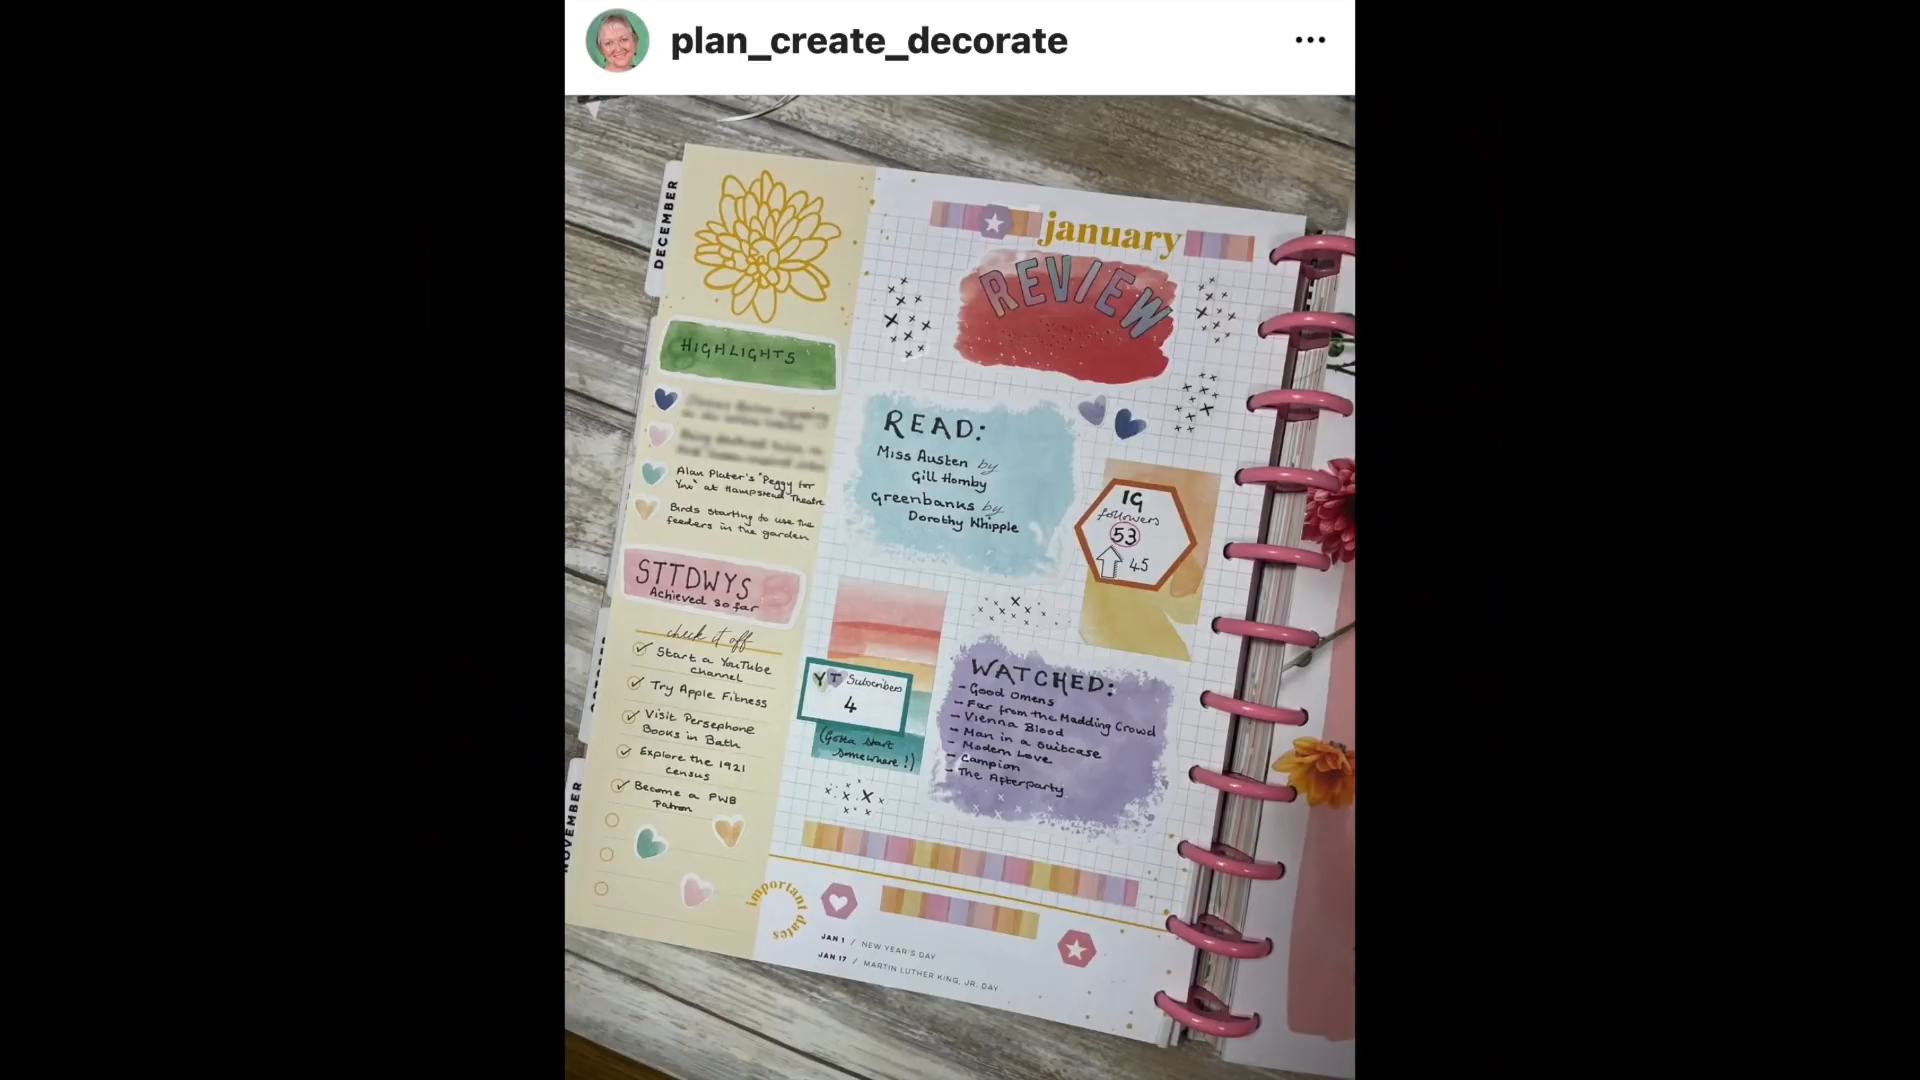 plan_create_decorate
DECEMBER
january
REVIEW
HIGHLIGHTS
Alan Plater's "Peggy for
You" at Hampstead Theatre
Birds starting to use the
feeders in the garden
STTDWYS
Achieved so far
check it off
Start a YouTube
channel
Try Apple Fitness
Visit Persephone
Books in Bath
Explore the 1921
Census
Become a PWB
Patron
READ:
Miss Austen by
Gill Hornby
Greenbanks by
Dorothy Whipple
IG
followers
53
45
YT Subscribers
4
(Gotta start
somewhere!)
WATCHED:
- Good Omens
- Far from the Madding Crowd
- Vienna Blood
- Man in a Suitcase
- Modern Love
- Campion
- The Afterparty
NOVEMBER
important dates
JAN 1 / NEW YEAR'S DAY
JAN 17 / MARTIN LUTHER KING, JR. DAY